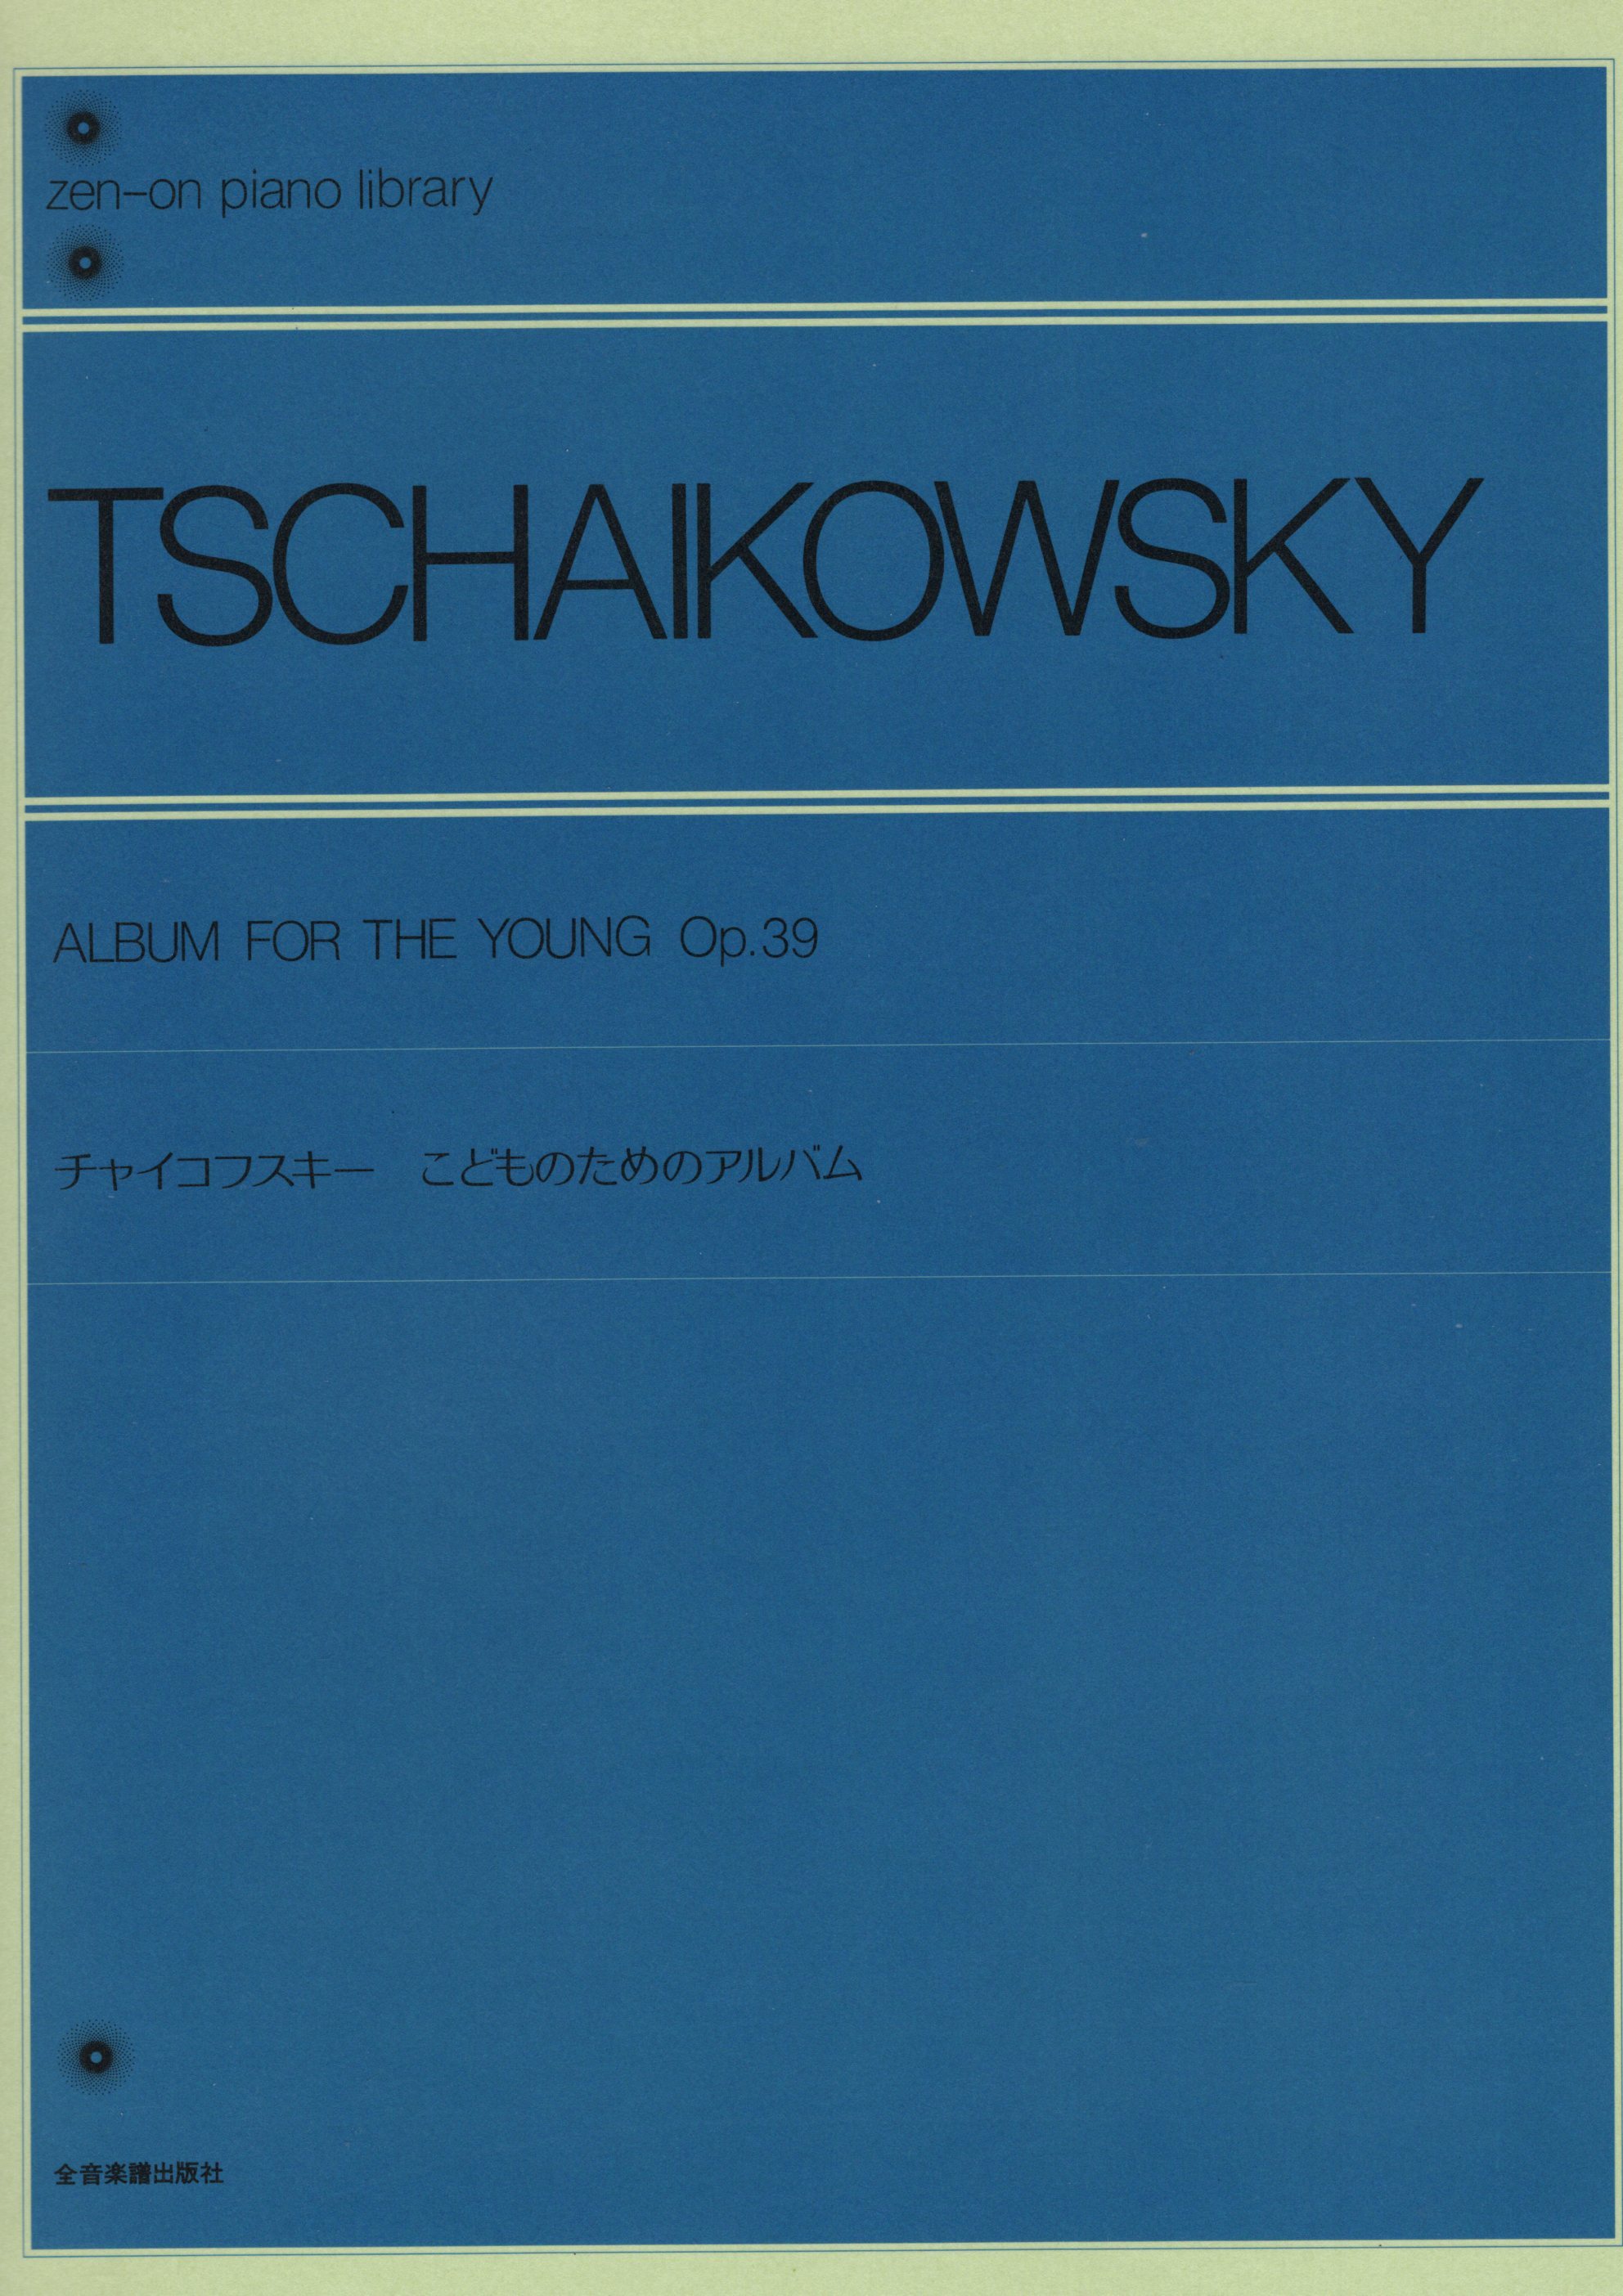 zen-on piano library
TSCHAIKOWSKY
ALBUM FOR THE YOUNG Op.39
チャイコフスキー　こどものためのアルバム
全音楽譜出版社